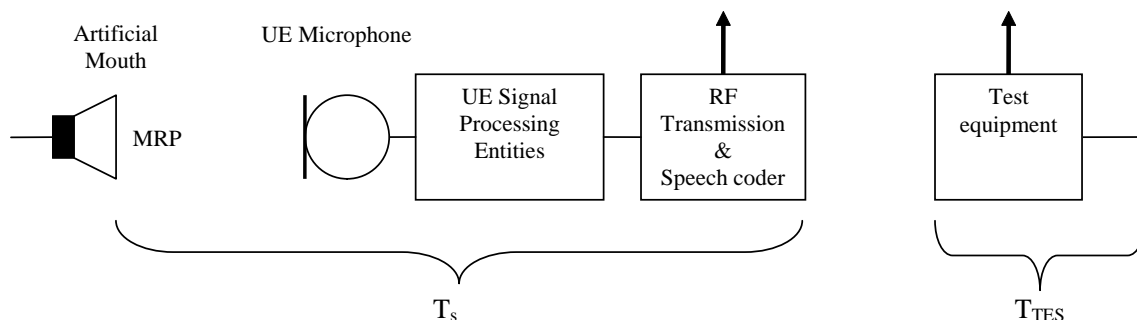 Artificial
Mouth
UE Microphone
MRP
UE Signal
Processing
Entities
RF
Transmission
&
Speech coder
Test
equipment
Ts
TTES